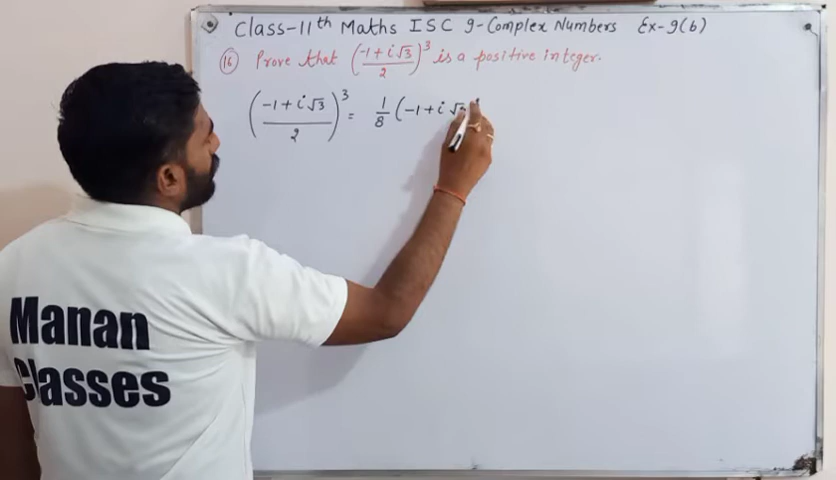 Class-11th Maths ISC 9-Complex Numbers Ex-9(b)
(16) Prove that ((-1+i√3)/2)^3 is a positive integer.
((-1+i√3)/2)^3 = 1/8 (-1+i√
Manan
Classes